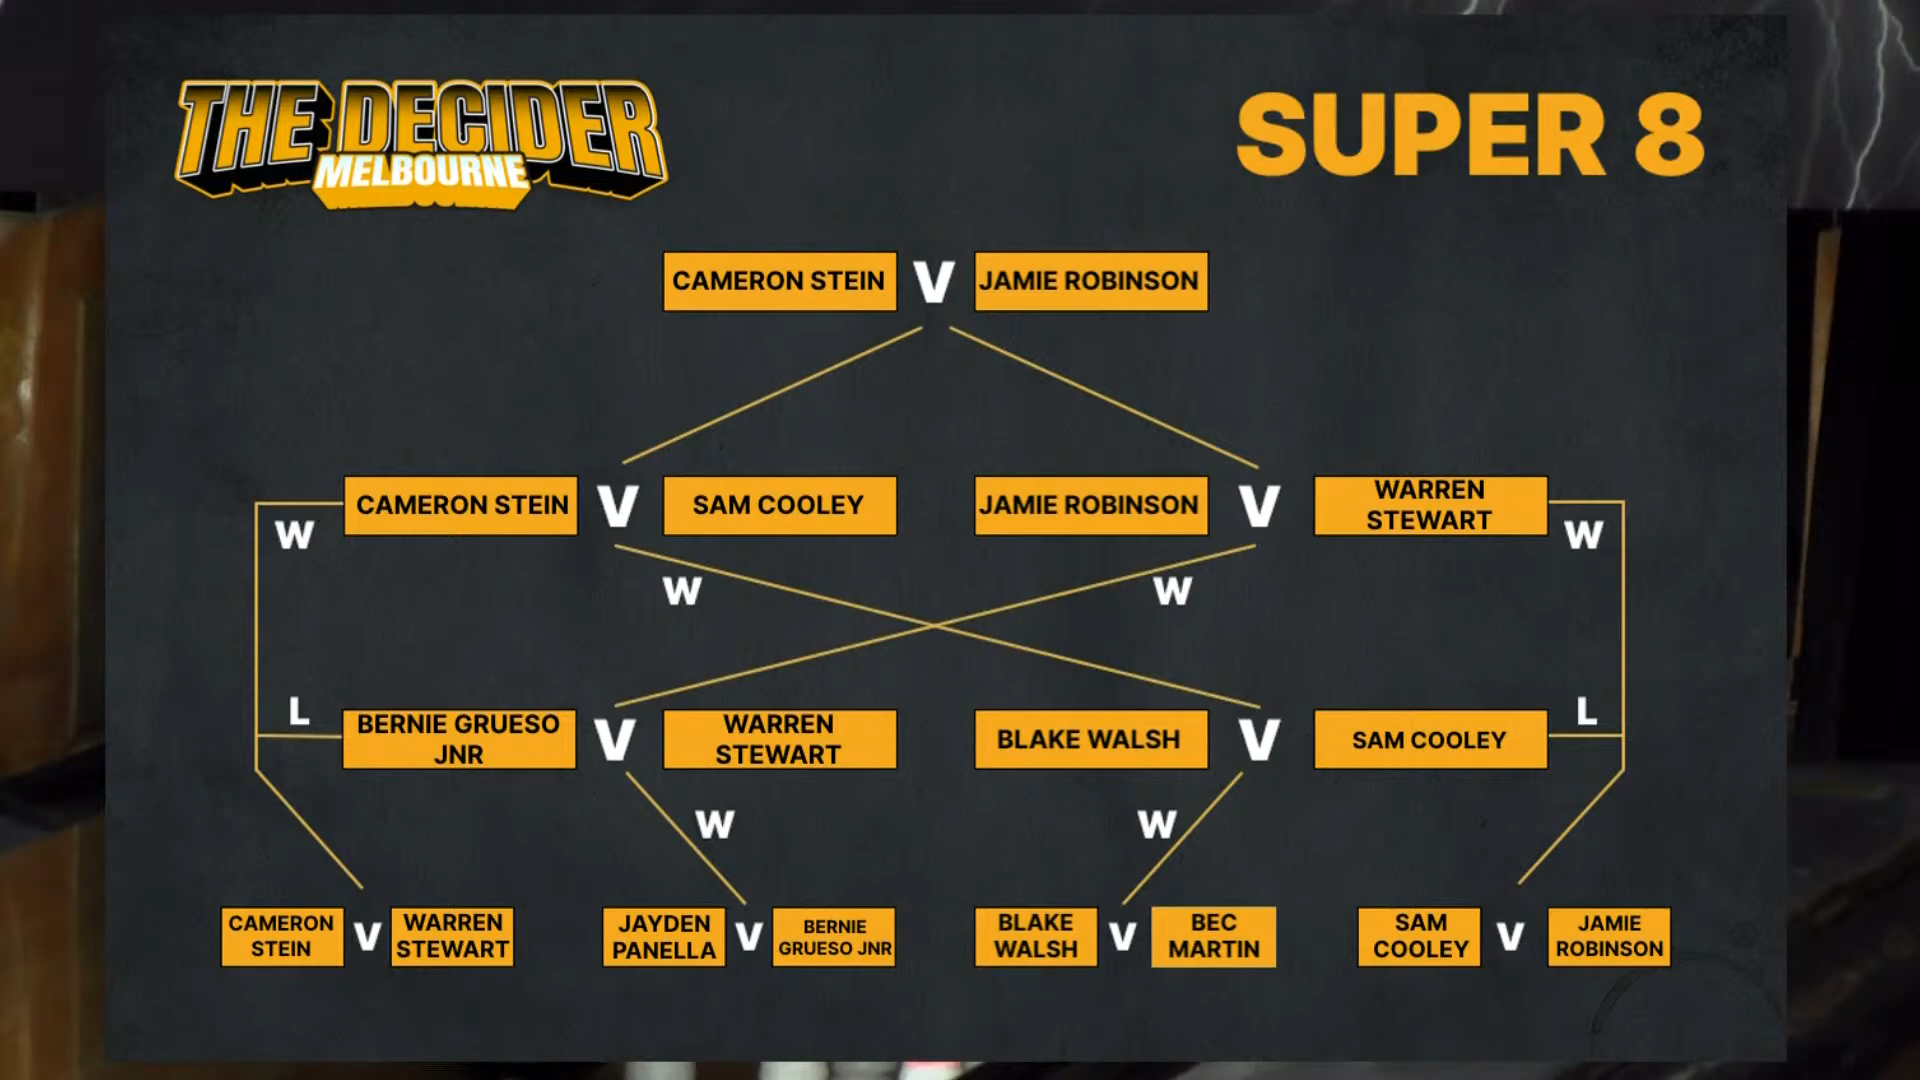 THE DECIDER
MELBOURNE
SUPER 8
CAMERON STEIN V JAMIE ROBINSON
CAMERON STEIN V SAM COOLEY
JAMIE ROBINSON V WARREN
STEWART
W
W
W
W
L
L
BERNIE GRUESO
JNR
V WARREN
STEWART
BLAKE WALSH V SAM COOLEY
W
W
CAMERON
STEIN
V
WARREN
STEWART
JAYDEN
PANELLA
V
BERNIE
GRUESO JNR
BLAKE
WALSH
V
BEC
MARTIN
SAM
COOLEY
V
JAMIE
ROBINSON